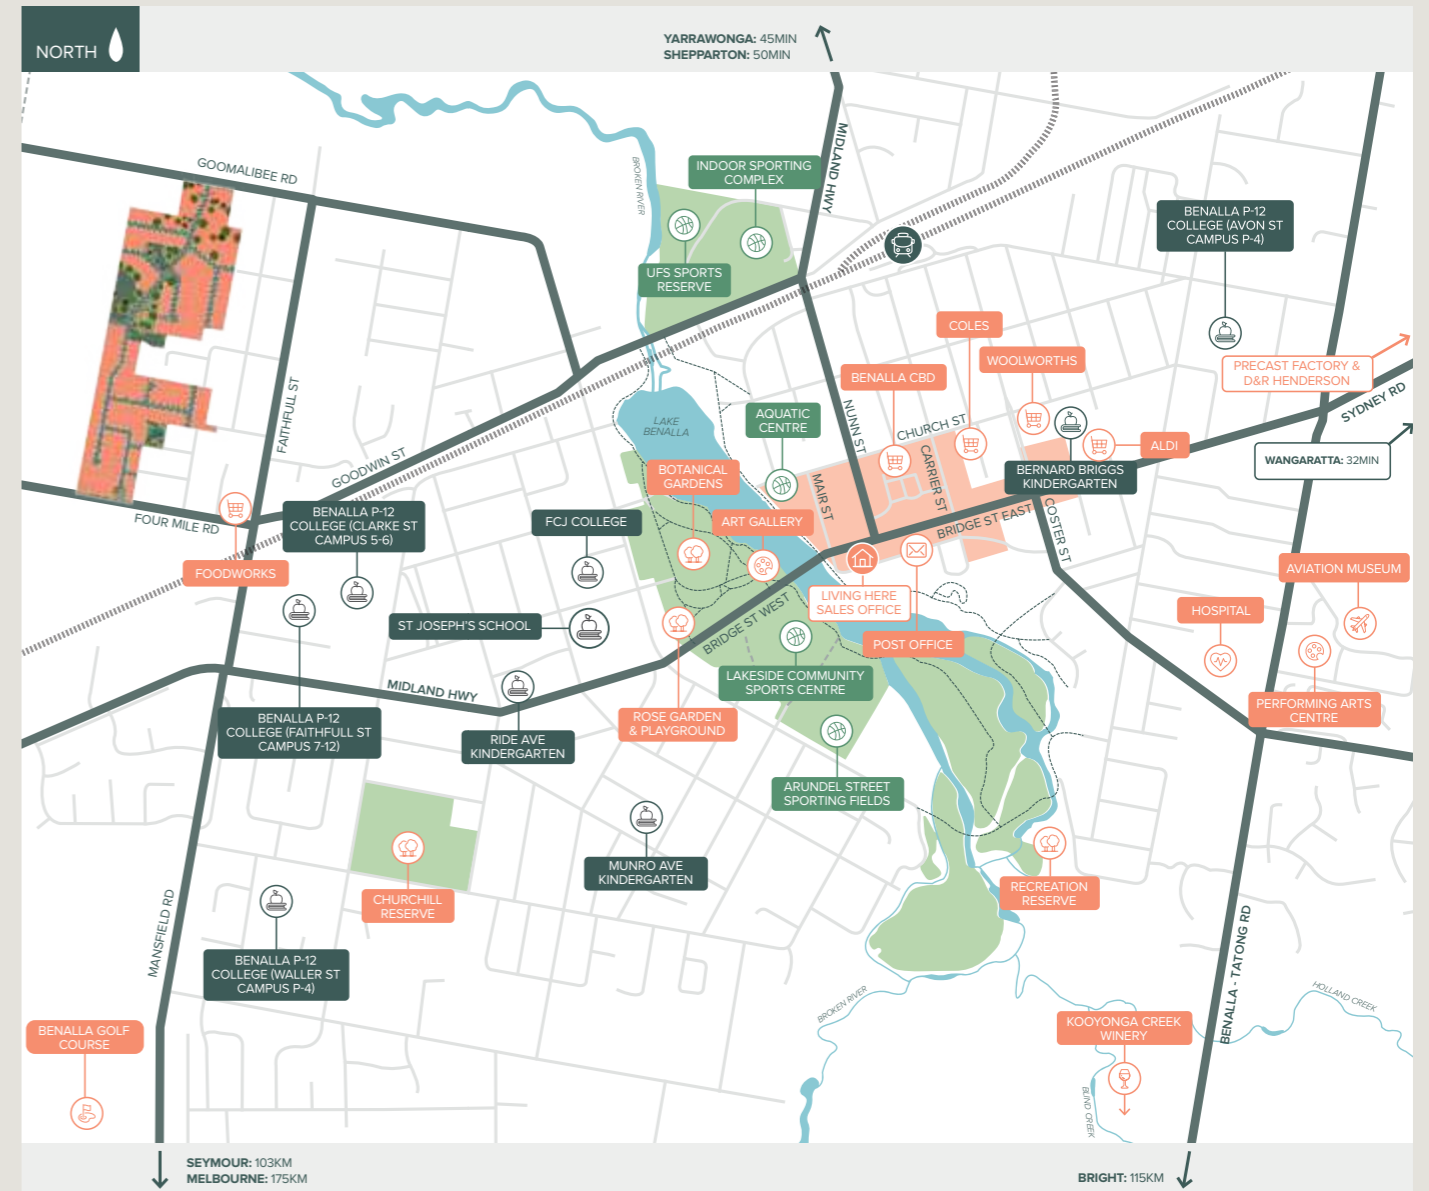 NORTH
YARRAWONGA: 45MIN
SHEPPARTON: 50MIN
GOOMALIBEE RD
BROKEN RIVER
INDOOR SPORTING
COMPLEX
MIDLAND HWY
UFS SPORTS
RESERVE
BENALLA P-12
COLLEGE (AVON ST
CAMPUS P-4)
COLES
WOOLWORTHS
BENALLA CBD
PRECAST FACTORY &
D&R HENDERSON
SYDNEY RD
FAITHFULL ST
LAKE
BENALLA
AQUATIC
CENTRE
NUNN ST
CHURCH ST
CARRIER ST
ALDI
WANGARATTA: 32MIN
GOODWIN ST
BOTANICAL
GARDENS
MAIR ST
BERNARD BRIGGS
KINDERGARTEN
FOUR MILE RD
BENALLA P-12
COLLEGE (CLARKE ST
CAMPUS 5-6)
FCJ COLLEGE
ART GALLERY
BRIDGE ST EAST
COSTER ST
FOODWORKS
LIVING HERE
SALES OFFICE
AVIATION MUSEUM
HOSPITAL
ST JOSEPH'S SCHOOL
BRIDGE ST WEST
POST OFFICE
MIDLAND HWY
LAKESIDE COMMUNITY
SPORTS CENTRE
PERFORMING ARTS
CENTRE
BENALLA P-12
COLLEGE (FAITHFULL ST
CAMPUS 7-12)
RIDE AVE
KINDERGARTEN
ROSE GARDEN
& PLAYGROUND
ARUNDEL STREET
SPORTING FIELDS
MUNRO AVE
KINDERGARTEN
CHURCHILL
RESERVE
RECREATION
RESERVE
MANSFIELD RD
BENALLA P-12
COLLEGE (WALLER ST
CAMPUS P-4)
BENALLA - TATONG RD
BROKEN RIVER
HOLLAND CREEK
BENALLA GOLF
COURSE
KOOYONGA CREEK
WINERY
BLIND CREEK
SEYMOUR: 103KM
MELBOURNE: 175KM
BRIGHT: 115KM